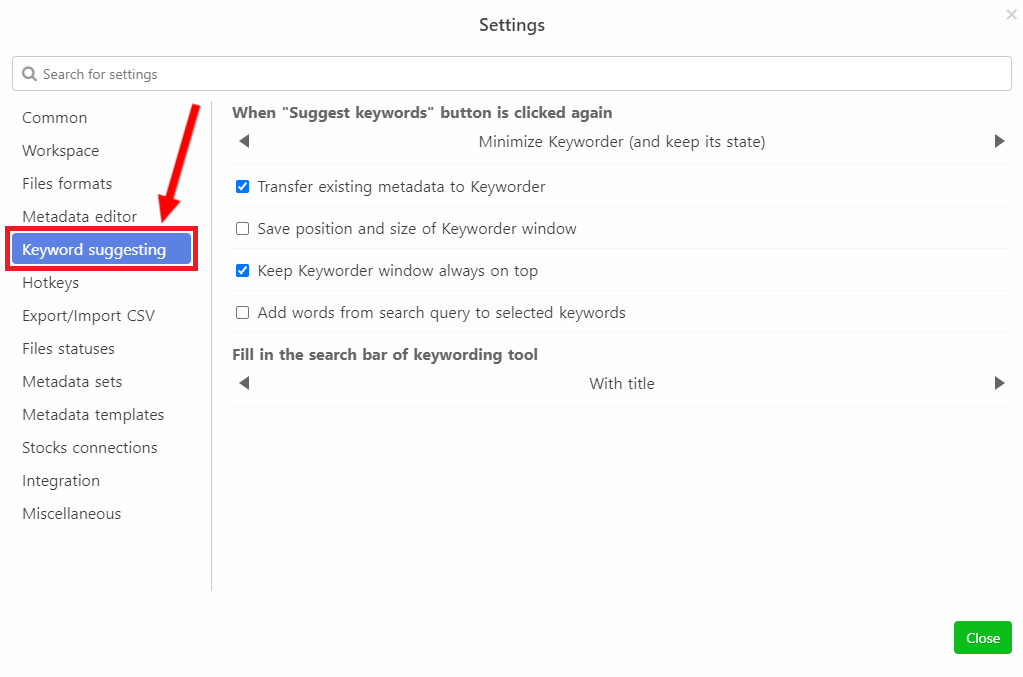 Settings
Search for settings
Common
Workspace
Files formats
Metadata editor
Keyword suggesting
Hotkeys
Export/Import CSV
Files statuses
Metadata sets
Metadata templates
Stocks connections
Integration
Miscellaneous
When "Suggest keywords" button is clicked again
Minimize Keyworder (and keep its state)
Transfer existing metadata to Keyworder
Save position and size of Keyworder window
Keep Keyworder window always on top
Add words from search query to selected keywords
Fill in the search bar of keywording tool
With title
Close